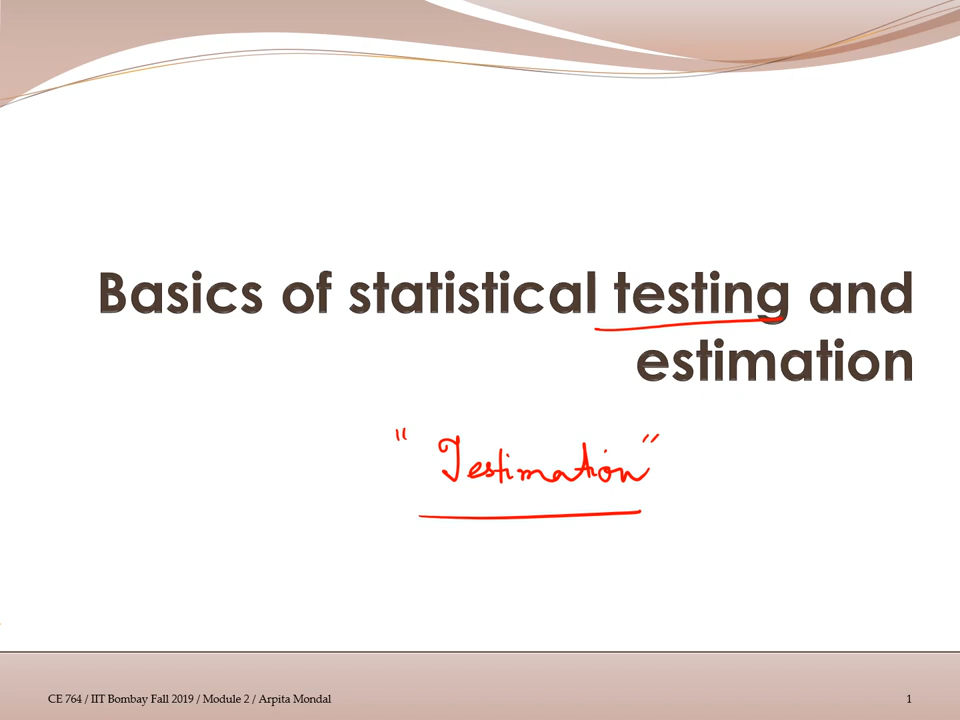 Basics of statistical testing and
estimation
" Testimation "
CE 764 / IIT Bombay Fall 2019 / Module 2 / Arpita Mondal
1